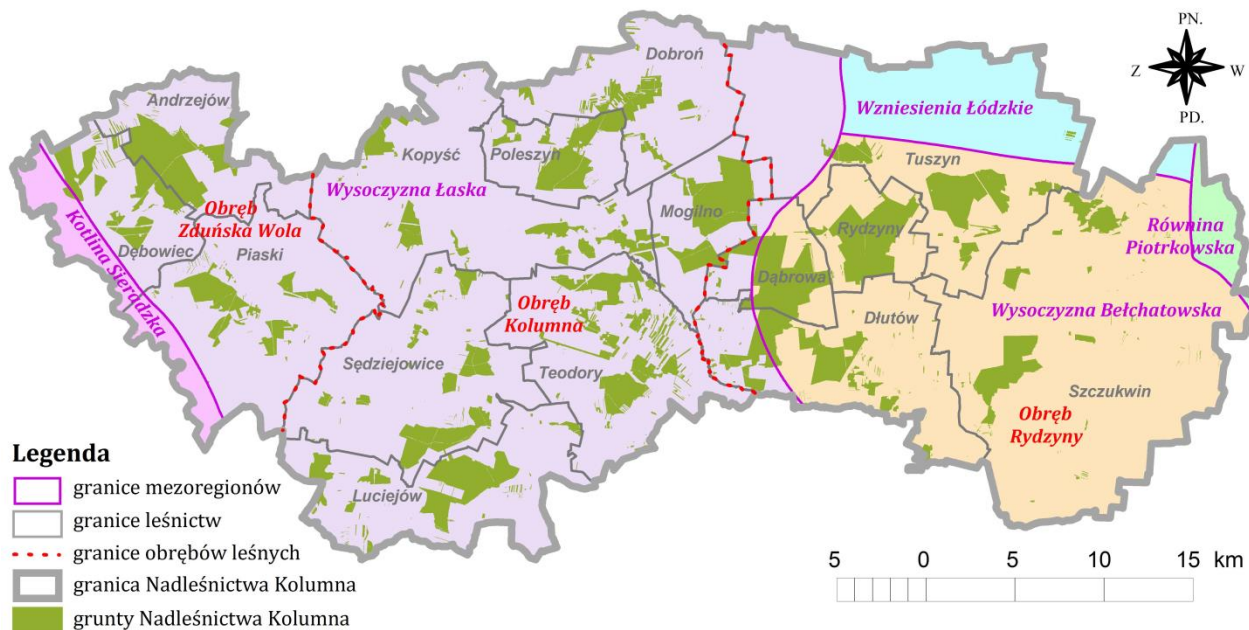 PN.
Z
W
PD.
Dobroń
Andrzejów
Wzniesienia Łódzkie
Kopyść
Poleszyn
Tuszyn
Wysoczyzna Łaska
Obręb
Zduńska Wola
Mogilno
Rydzyny
Równina
Piotrkowska
Kotlina Sieradzka
Dębowiec
Piaski
Dąbrowa
Obręb
Kolumna
Wysoczyzna Bełchatowska
Dłutów
Sędziejowice
Teodory
Szczukwin
Obręb
Rydzyny
Luciejów
Legenda
granice mezoregionów
granice leśnictw
granice obrębów leśnych
granica Nadleśnictwa Kolumna
grunty Nadleśnictwa Kolumna
5 0 5 10 15 km